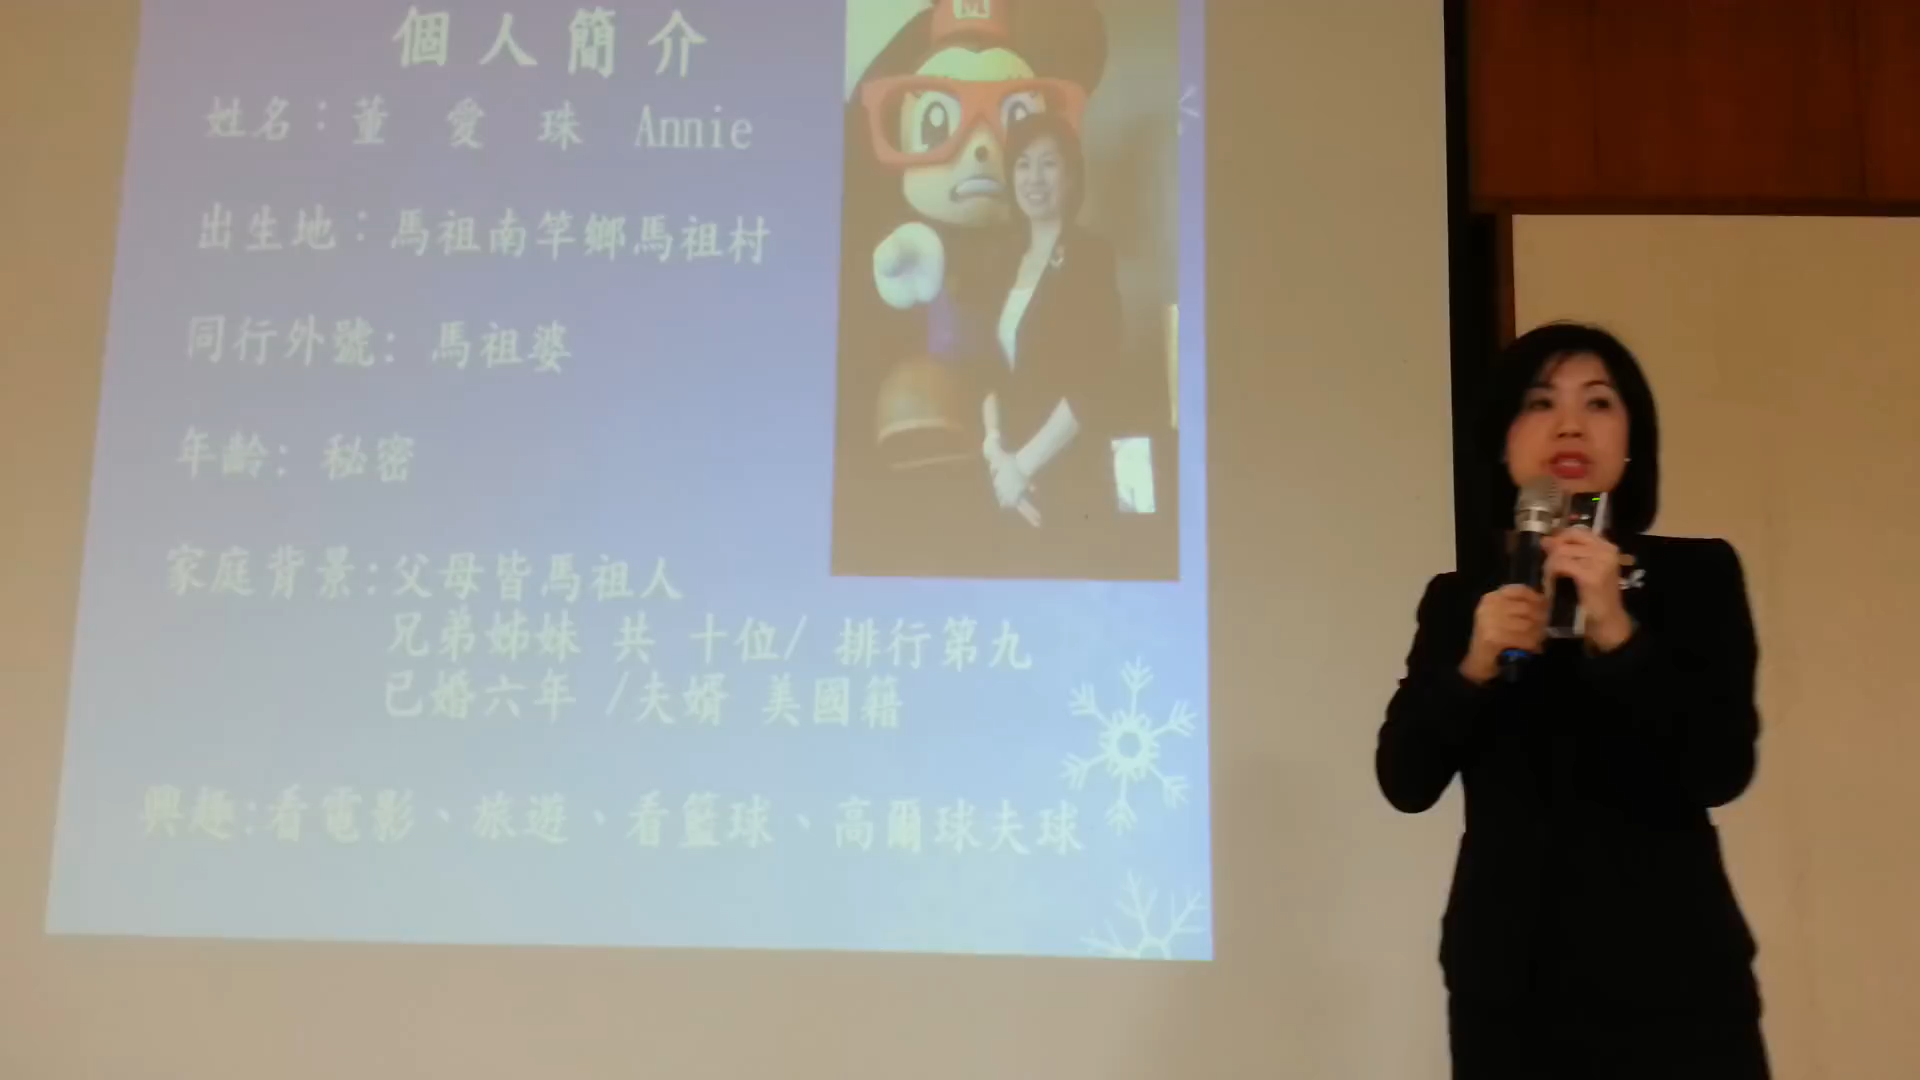 個人簡介
姓名：董 愛 珠 Annie
出生地：馬祖南竿鄉馬祖村
同行外號: 馬祖婆
年齡: 秘密
家庭背景:父母皆馬祖人
兄弟姊妹 共 十位/ 排行第九
已婚六年 /夫婿 美國籍
興趣:看電影、旅遊、看籃球、高爾球夫球